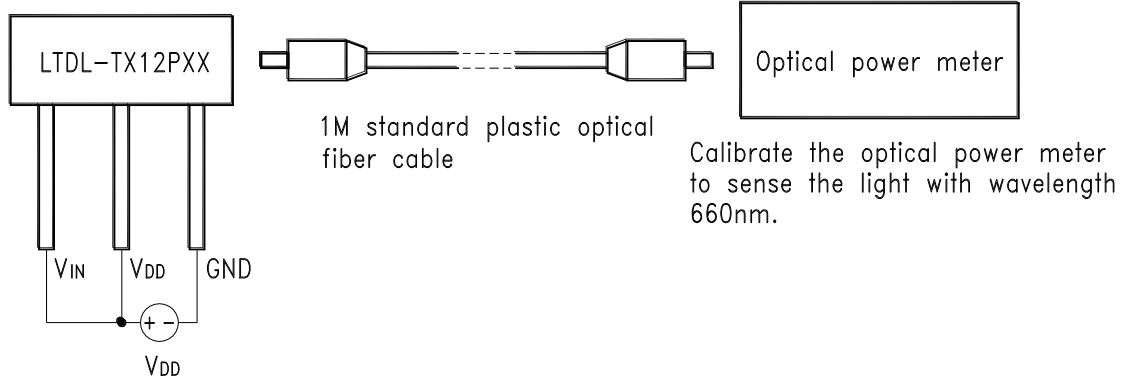 LTDL-TX12PXX
Optical power meter
1M standard plastic optical
fiber cable
Calibrate the optical power meter
to sense the light with wavelength
660nm.
VIN
VDD
GND
+ -
VDD